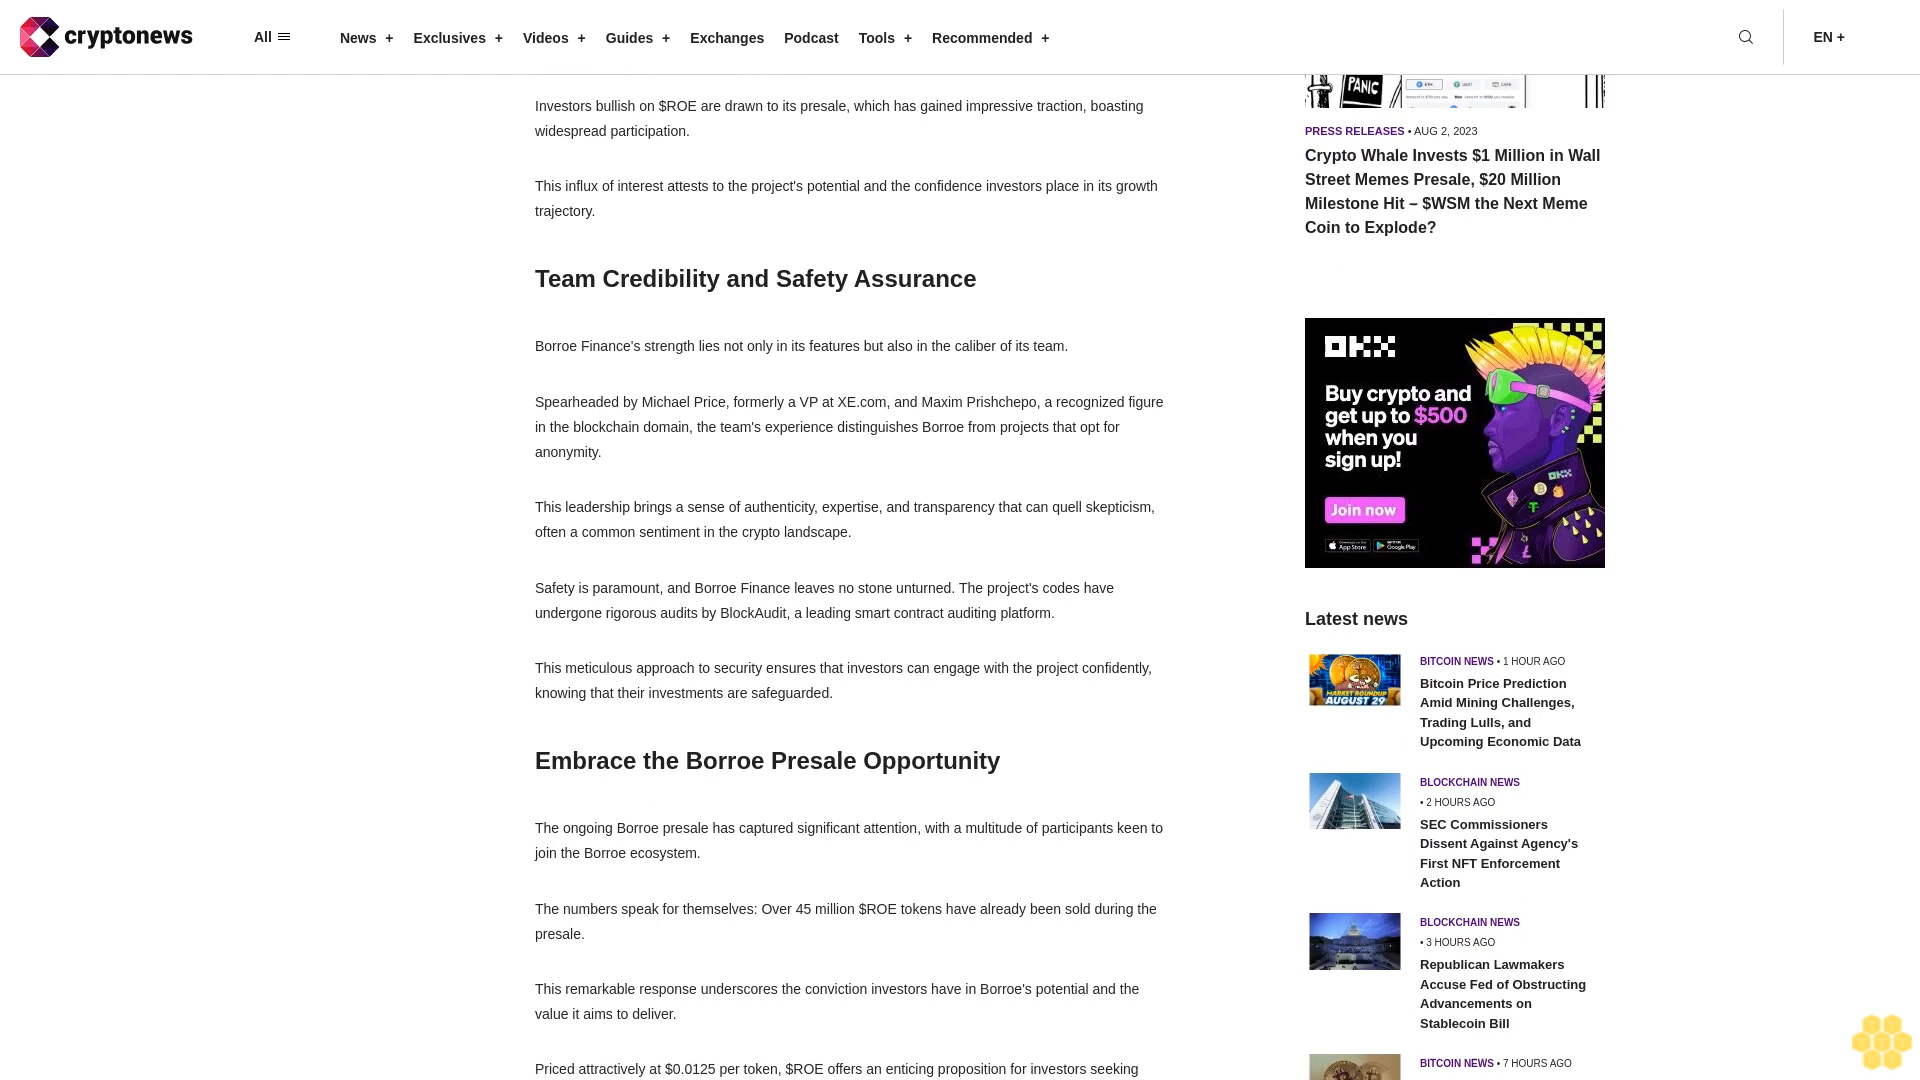 cryptonews
All
News + Exclusives + Videos + Guides + Exchanges Podcast Tools + Recommended +
EN +
Investors bullish on $ROE are drawn to its presale, which has gained impressive traction, boasting
widespread participation.
This influx of interest attests to the project's potential and the confidence investors place in its growth
trajectory.
Team Credibility and Safety Assurance
Borroe Finance's strength lies not only in its features but also in the caliber of its team.
Spearheaded by Michael Price, formerly a VP at XE.com, and Maxim Prishchepo, a recognized figure
in the blockchain domain, the team's experience distinguishes Borroe from projects that opt for
anonymity.
This leadership brings a sense of authenticity, expertise, and transparency that can quell skepticism,
often a common sentiment in the crypto landscape.
Safety is paramount, and Borroe Finance leaves no stone unturned. The project's codes have
undergone rigorous audits by BlockAudit, a leading smart contract auditing platform.
This meticulous approach to security ensures that investors can engage with the project confidently,
knowing that their investments are safeguarded.
Embrace the Borroe Presale Opportunity
The ongoing Borroe presale has captured significant attention, with a multitude of participants keen to
join the Borroe ecosystem.
The numbers speak for themselves: Over 45 million $ROE tokens have already been sold during the
presale.
This remarkable response underscores the conviction investors have in Borroe's potential and the
value it aims to deliver.
Priced attractively at $0.0125 per token, $ROE offers an enticing proposition for investors seeking
PANIC
ETH USDT CARD
PRESS RELEASES • AUG 2, 2023
Crypto Whale Invests $1 Million in Wall
Street Memes Presale, $20 Million
Milestone Hit – $WSM the Next Meme
Coin to Explode?
OKX
Buy crypto and
get up to $500
when you
sign up!
Join now
App Store
Google Play
OKX
Latest news
MARKET ROUNDUP
AUGUST 29
BITCOIN NEWS • 1 HOUR AGO
Bitcoin Price Prediction
Amid Mining Challenges,
Trading Lulls, and
Upcoming Economic Data
BLOCKCHAIN NEWS
• 2 HOURS AGO
SEC Commissioners
Dissent Against Agency's
First NFT Enforcement
Action
BLOCKCHAIN NEWS
• 3 HOURS AGO
Republican Lawmakers
Accuse Fed of Obstructing
Advancements on
Stablecoin Bill
BITCOIN NEWS • 7 HOURS AGO